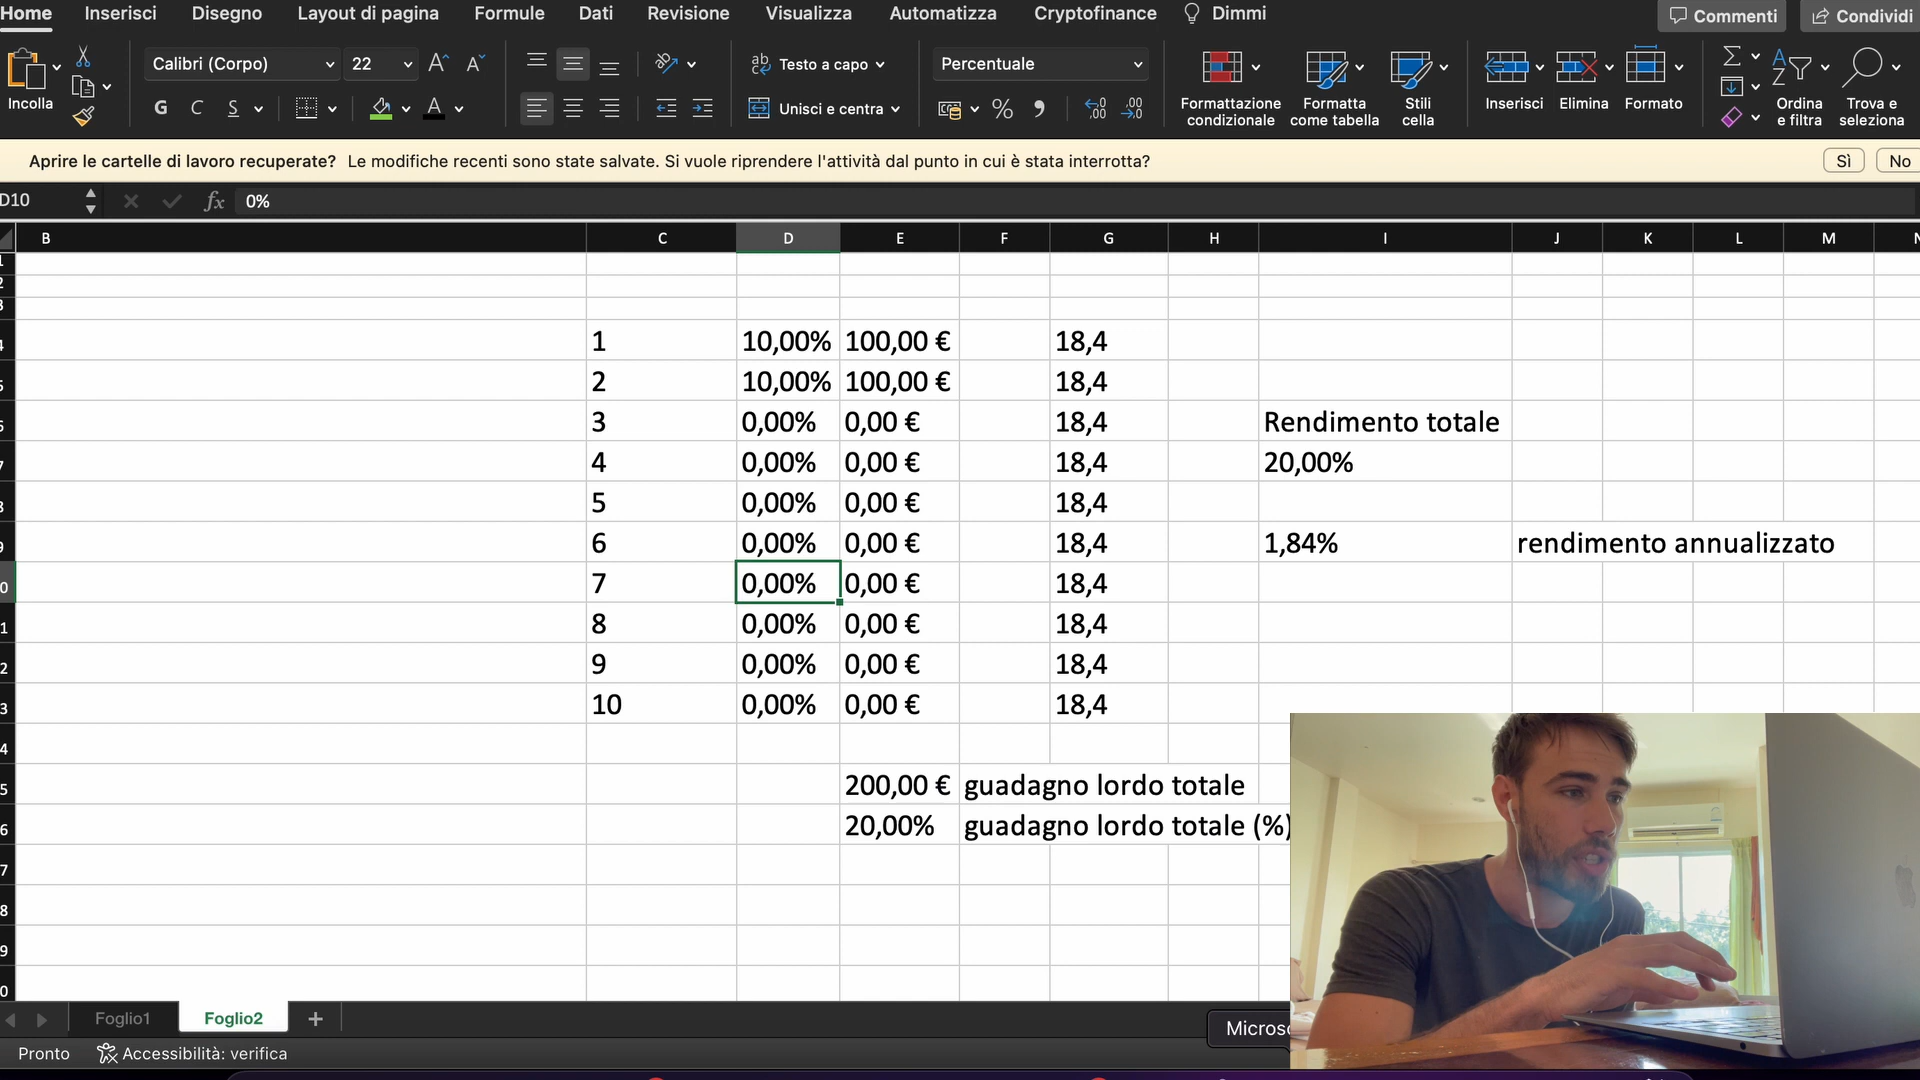 Home Inserisci Disegno Layout di pagina Formule Dati Revisione Visualizza Automatizza Cryptofinance Dimmi Commenti Condividi
Incolla
Calibri (Corpo) 22
G C S
Testo a capo
Unisci e centra
Percentuale
Formattazione condizionale
Formatta come tabella
Stili cella
Inserisci Elimina Formato
Ordina e filtra
Trova e seleziona
Aprire le cartelle di lavoro recuperate? Le modifiche recenti sono state salvate. Si vuole riprendere l'attività dal punto in cui è stata interrotta? Sì No
D10 fx 0%
B C D E F G H I J K L M
1 10,00% 100,00 € 18,4
2 10,00% 100,00 € 18,4
3 0,00% 0,00 € 18,4 Rendimento totale
4 0,00% 0,00 € 18,4 20,00%
5 0,00% 0,00 € 18,4
6 0,00% 0,00 € 18,4 1,84% rendimento annualizzato
7 0,00% 0,00 € 18,4
8 0,00% 0,00 € 18,4
9 0,00% 0,00 € 18,4
10 0,00% 0,00 € 18,4
200,00 € guadagno lordo totale
20,00% guadagno lordo totale (%)
Foglio1 Foglio2 +
Pronto Accessibilità: verifica